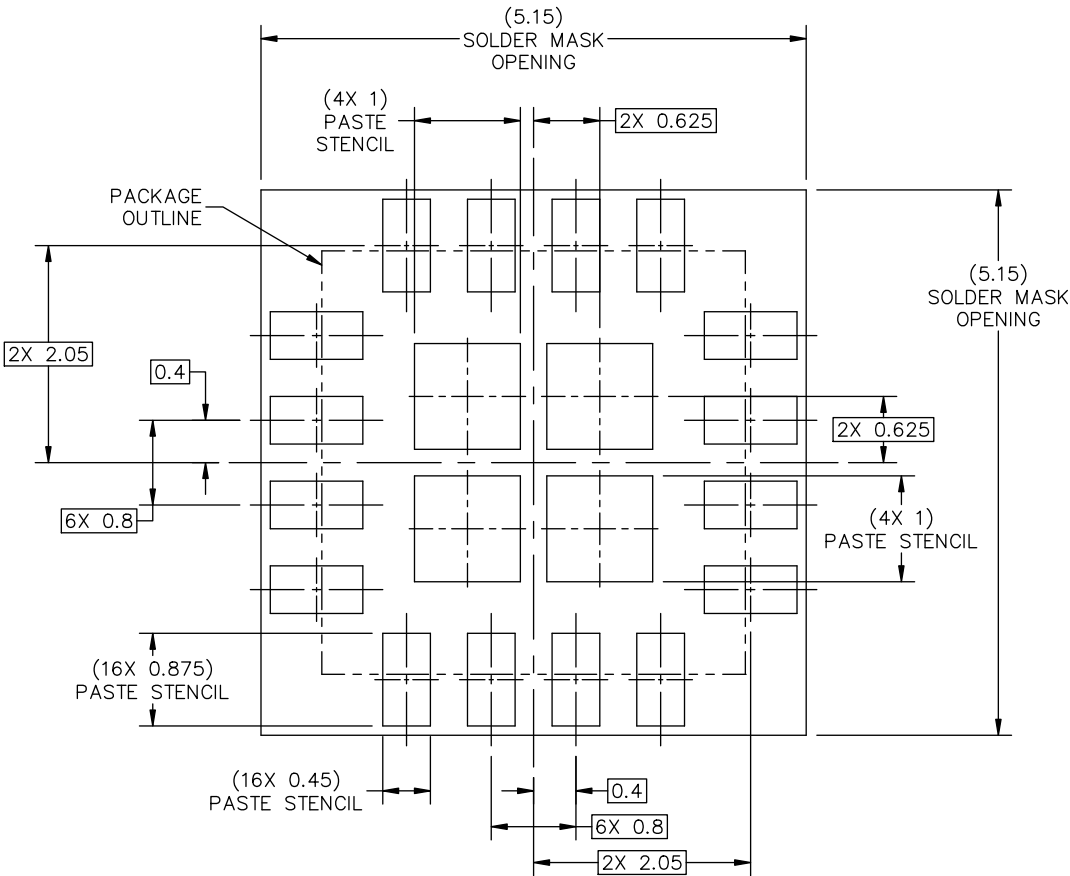 (5.15)
SOLDER MASK
OPENING
(4X 1)
PASTE
STENCIL
2X 0.625
PACKAGE
OUTLINE
(5.15)
SOLDER MASK
OPENING
2X 2.05
0.4
2X 0.625
6X 0.8
(4X 1)
PASTE STENCIL
(16X 0.875)
PASTE STENCIL
(16X 0.45)
PASTE STENCIL
0.4
6X 0.8
2X 2.05